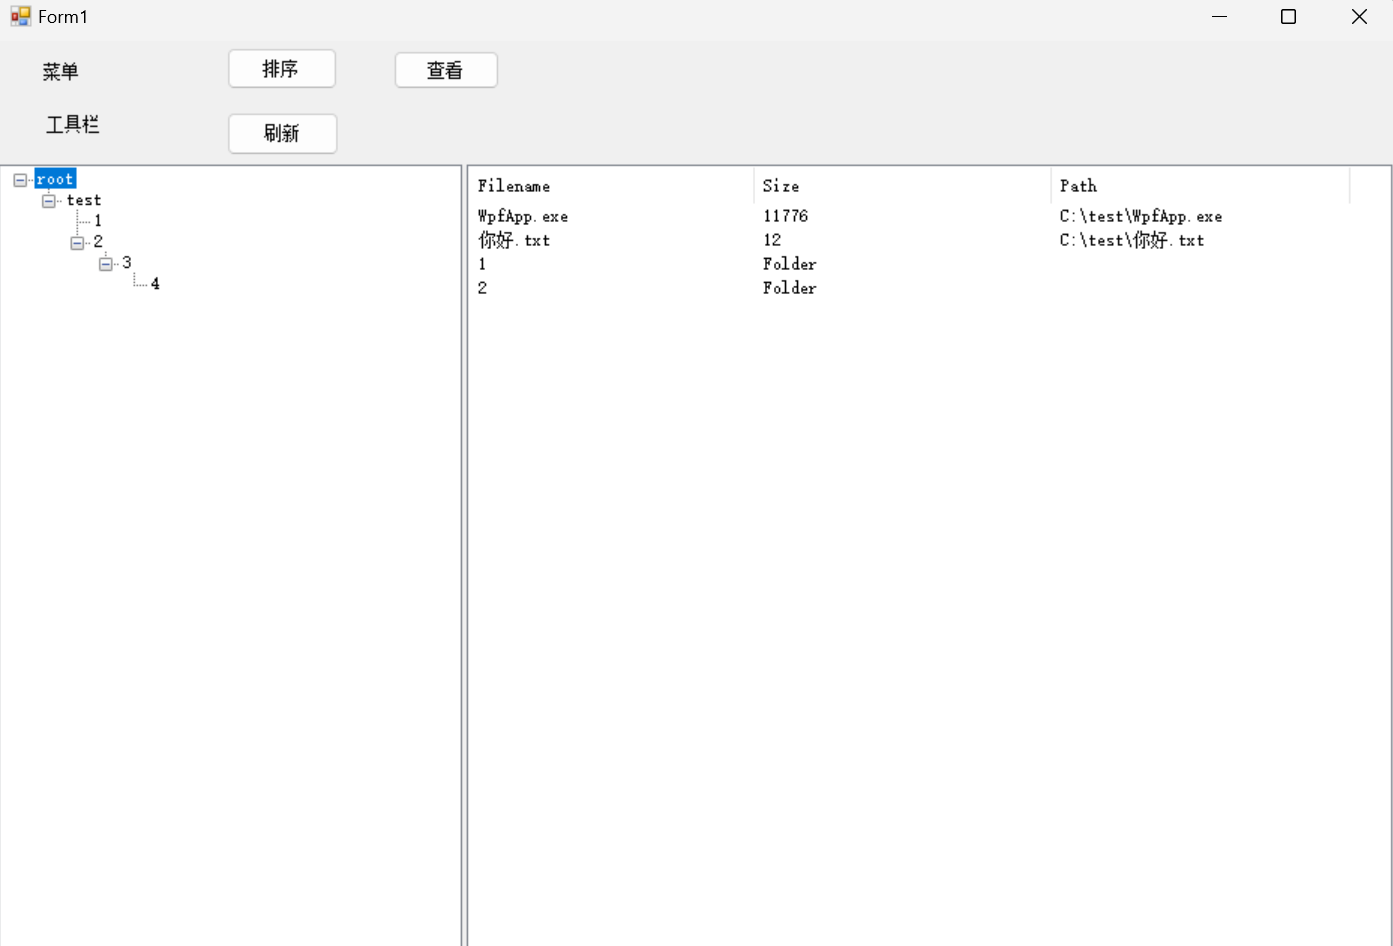 Form1
菜单 排序 查看
工具栏 刷新
root
test
1
2
3
4
Filename Size Path
WpfApp.exe 11776 C:\test\WpfApp.exe
你好.txt 12 C:\test\你好.txt
1 Folder
2 Folder